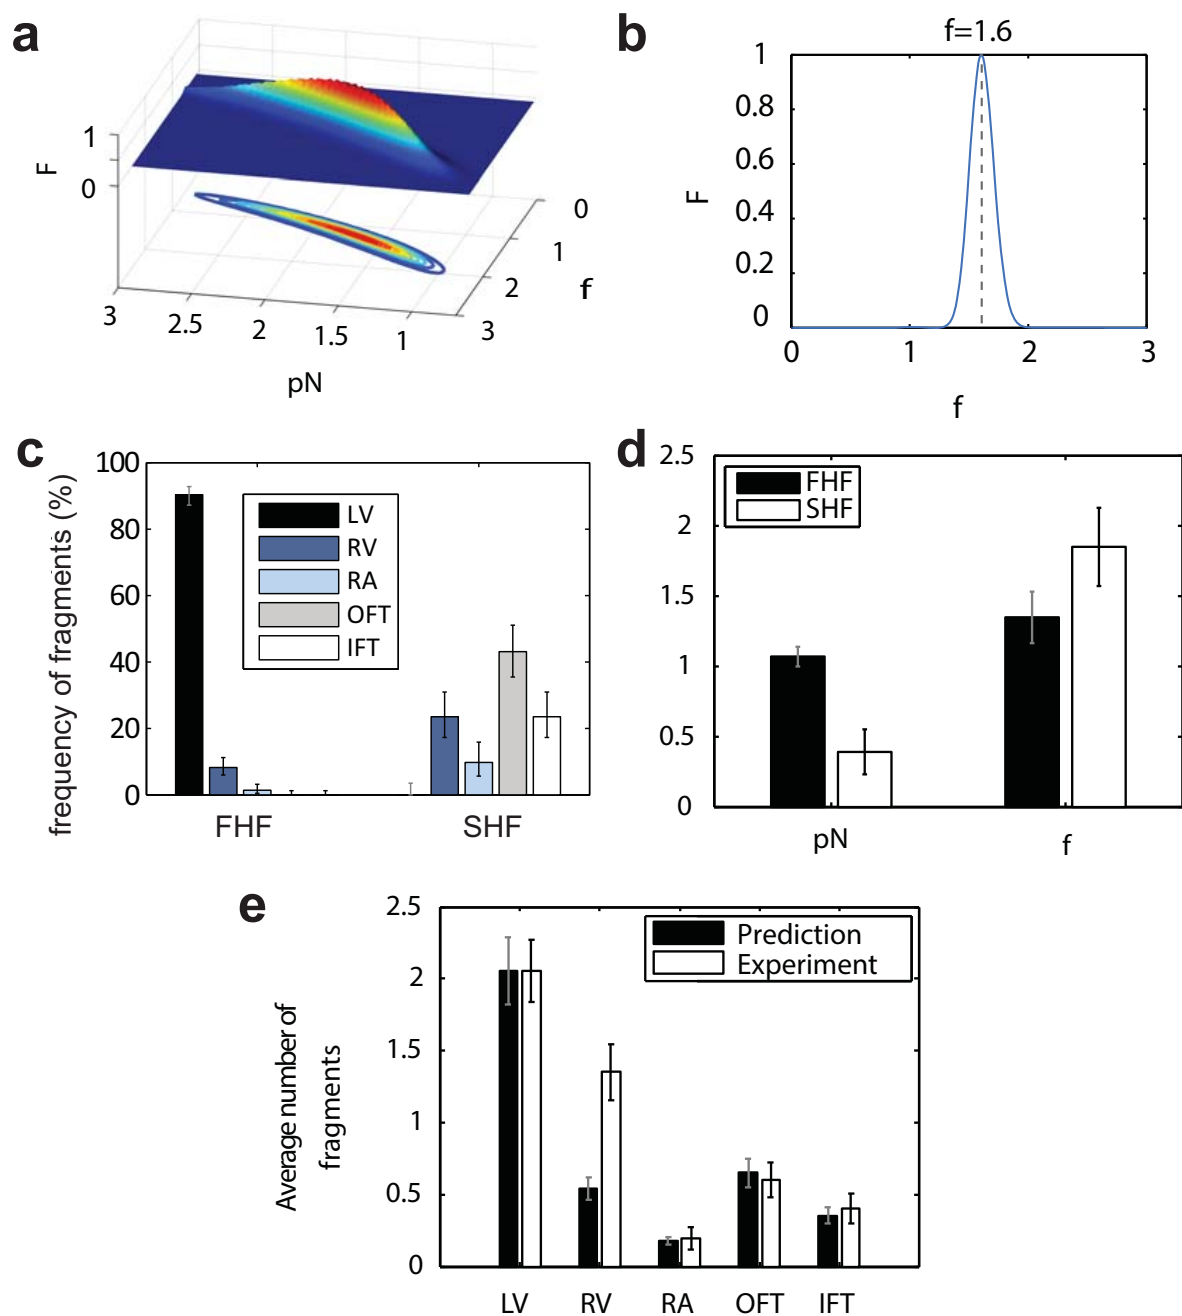 a
F
1
0
3
2.5
2
1.5
1
pN
0
1
2
3
f
b
f=1.6
F
1
0.8
0.6
0.4
0.2
0
0
1
2
3
f
c
frequency of fragments (%)
100
80
60
40
20
0
LV
RV
RA
OFT
IFT
FHF
SHF
d
2.5
2
1.5
1
0.5
0
FHF
SHF
pN
f
e
Average number of
fragments
2.5
2
1.5
1
0.5
0
Prediction
Experiment
LV
RV
RA
OFT
IFT